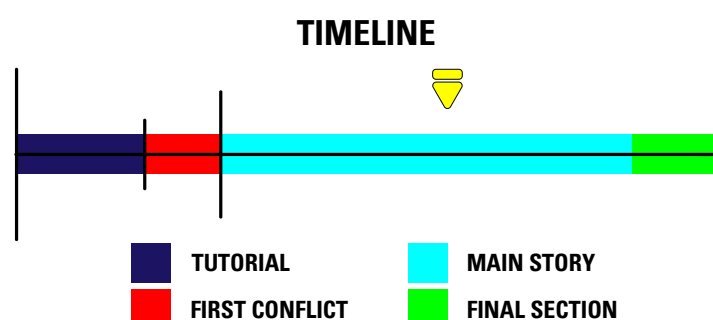 TIMELINE
TUTORIAL
MAIN STORY
FIRST CONFLICT
FINAL SECTION